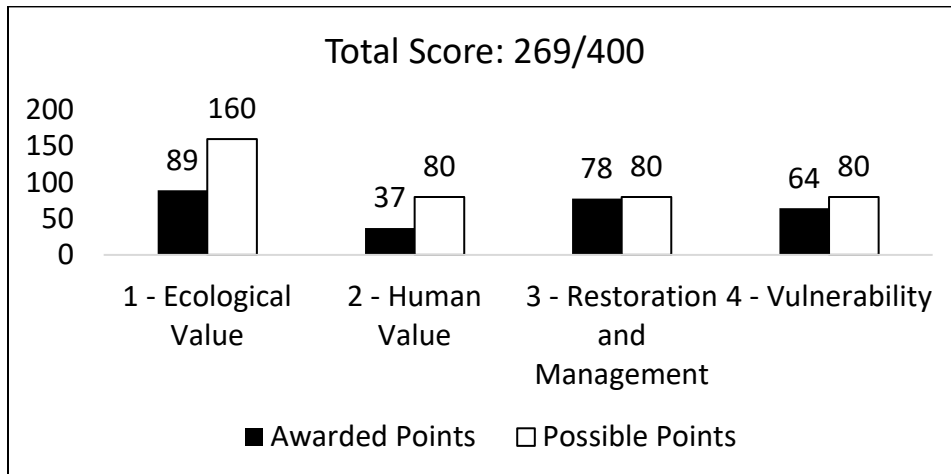 Total Score: 269/400
200
150
100
50
0
89
160
37
80
78
80
64
80
1 - Ecological
Value
2 - Human
Value
3 - Restoration
and
Management
4 - Vulnerability
Awarded Points
Possible Points